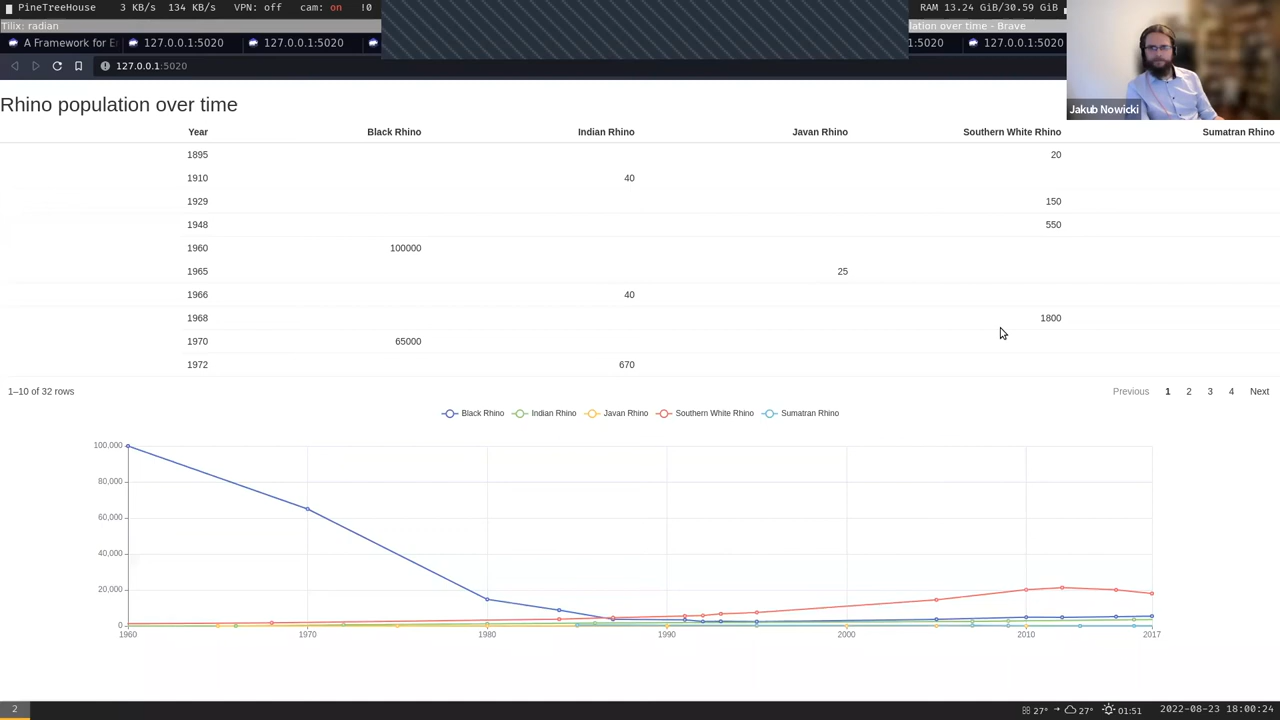 PineTreeHouse 3 KB/s 134 KB/s VPN: off cam: on !0 RAM 13.24 GiB/30.59 GiB
Tilix: radian lation over time - Brave
A Framework for E 127.0.0.1:5020 127.0.0.1:5020 .1:5020 127.0.0.1:5020
127.0.0.1:5020
Jakub Nowicki
Rhino population over time
Year Black Rhino Indian Rhino Javan Rhino Southern White Rhino Sumatran Rhino
1895 20
1910 40
1929 150
1948 550
1960 100000
1965 25
1966 40
1968 1800
1970 65000
1972 670
1–10 of 32 rows Previous 1 2 3 4 Next
Black Rhino Indian Rhino Javan Rhino Southern White Rhino Sumatran Rhino
100,000
80,000
60,000
40,000
20,000
0
1960 1970 1980 1990 2000 2010 2017
2 27° → 27° 01:51 2022-08-23 18:00:24